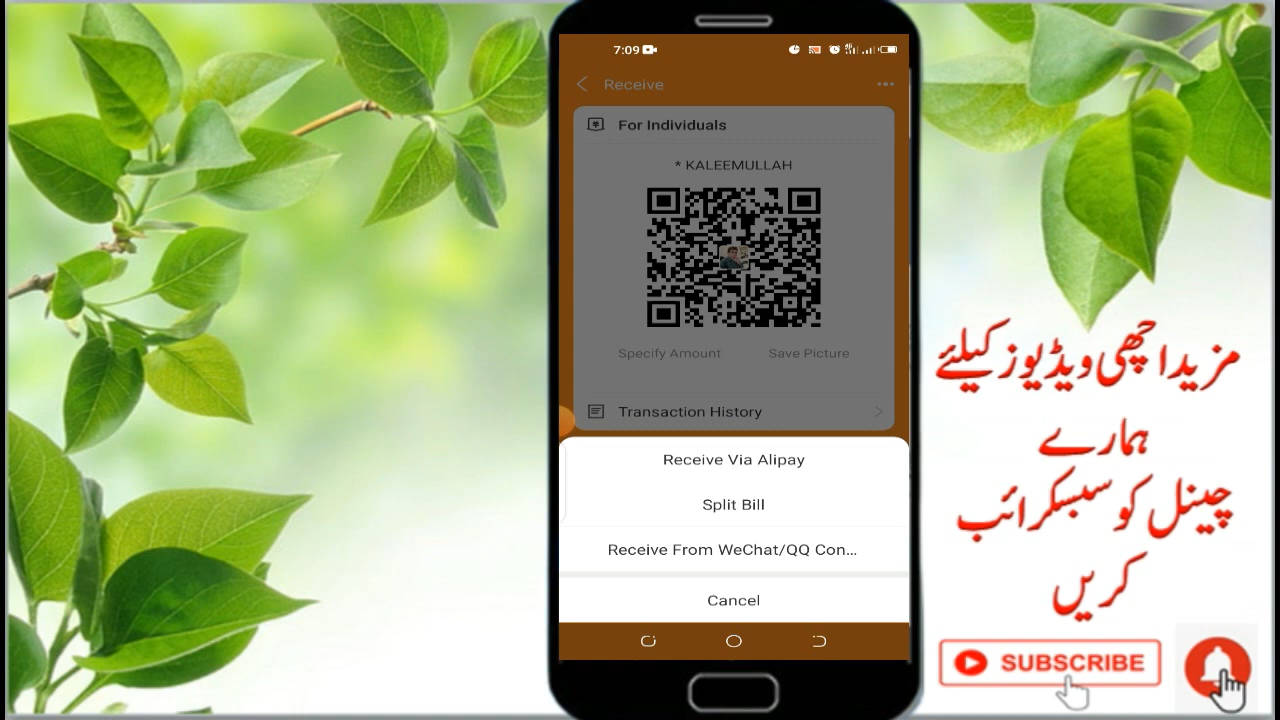 7:09
Receive
For Individuals
* KALEEMULLAH
Specify Amount
Save Picture
Transaction History
Receive Via Alipay
Split Bill
Receive From WeChat/QQ Con...
Cancel
مزید اچھی ویڈیوز کیلئے
ہمارے
چینل کو سبسکرائب
کریں
SUBSCRIBE